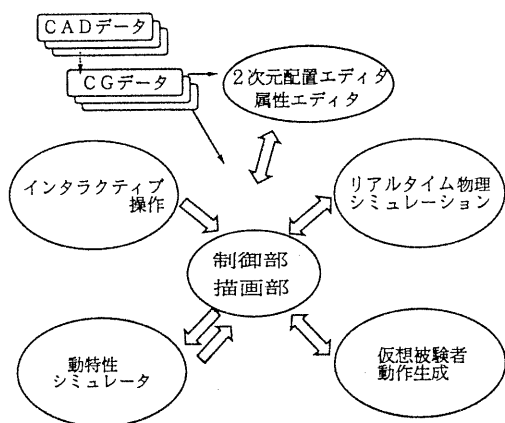 CADデータ
CGデータ
2次元配置エディタ
属性エディタ
インタラクティブ
操作
リアルタイム物理
シミュレーション
制御部
描画部
動特性
シミュレータ
仮想被験者
動作生成